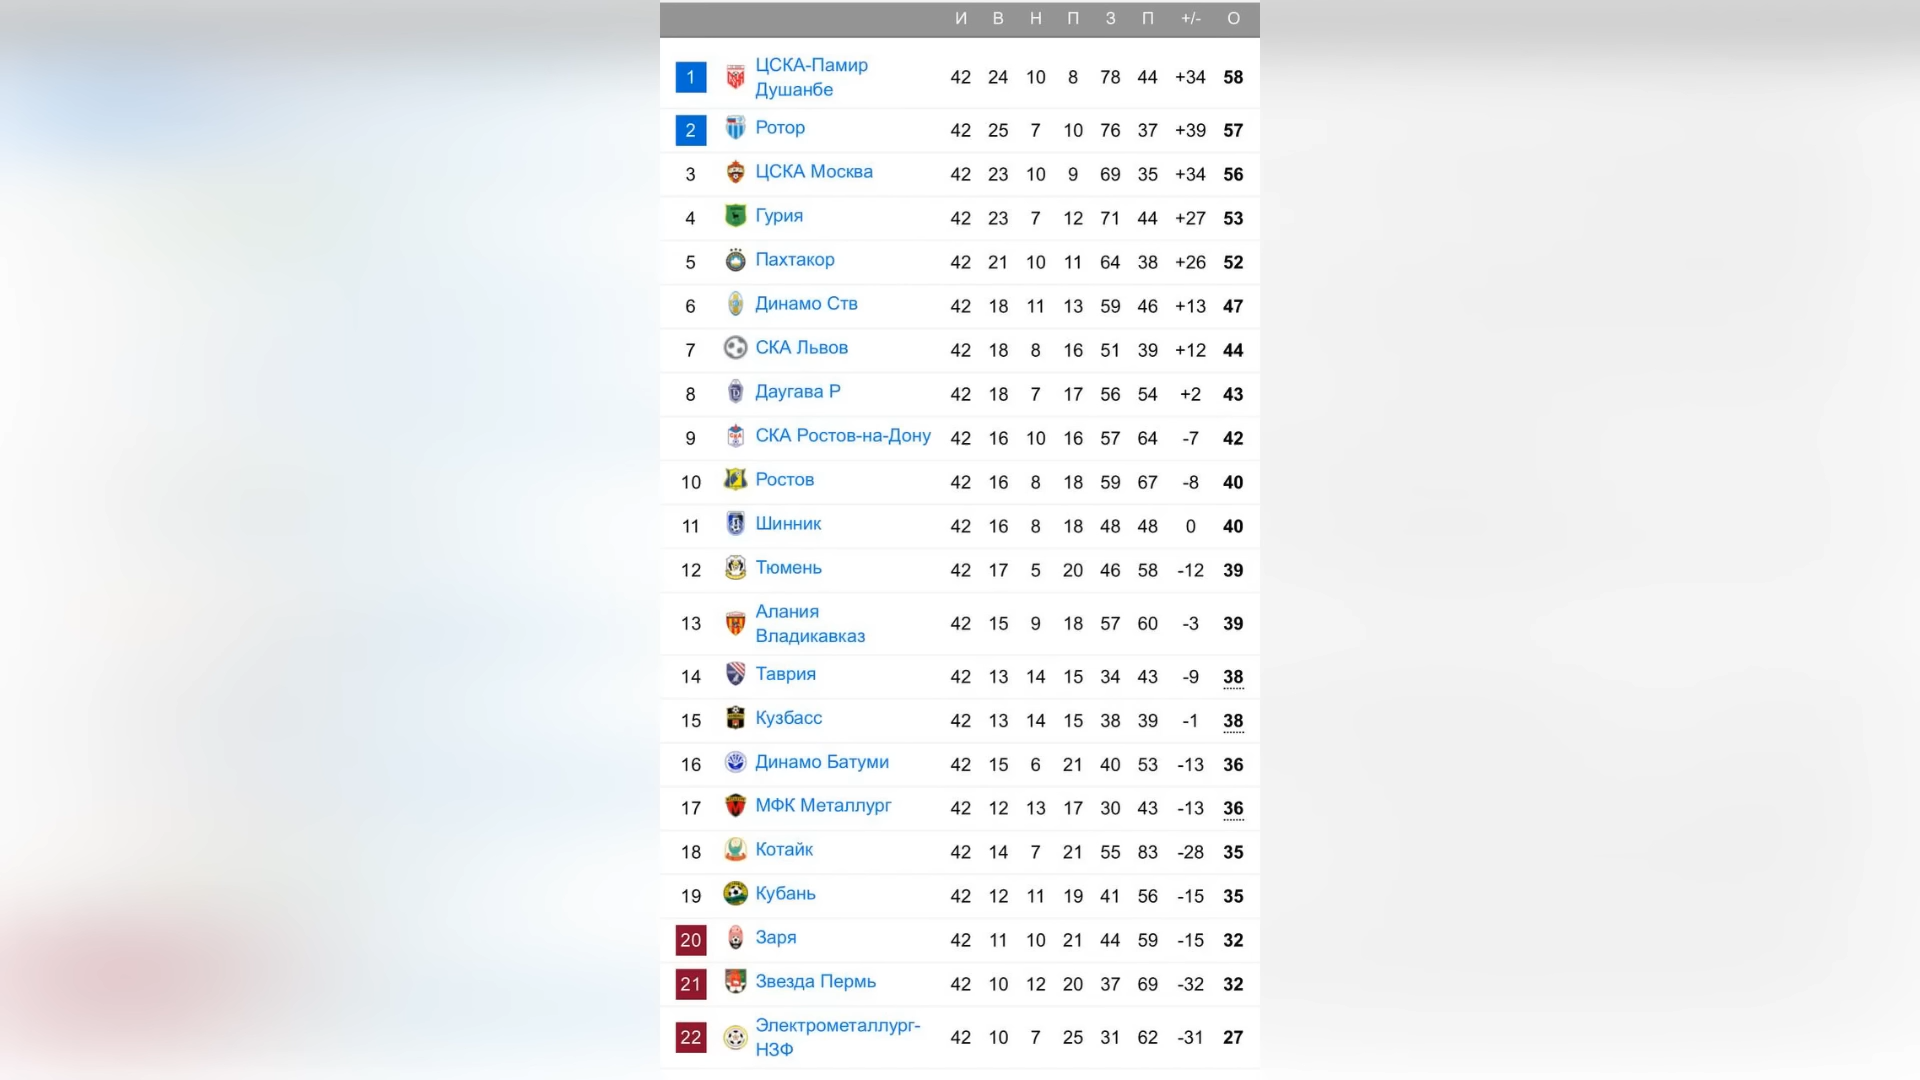 И В Н П З П +/- О
1 ЦСКА-Памир Душанбе 42 24 10 8 78 44 +34 58
2 Ротор 42 25 7 10 76 37 +39 57
3 ЦСКА Москва 42 23 10 9 69 35 +34 56
4 Гурия 42 23 7 12 71 44 +27 53
5 Пахтакор 42 21 10 11 64 38 +26 52
6 Динамо Ств 42 18 11 13 59 46 +13 47
7 СКА Львов 42 18 8 16 51 39 +12 44
8 Даугава Р 42 18 7 17 56 54 +2 43
9 СКА Ростов-на-Дону 42 16 10 16 57 64 -7 42
10 Ростов 42 16 8 18 59 67 -8 40
11 Шинник 42 16 8 18 48 48 0 40
12 Тюмень 42 17 5 20 46 58 -12 39
13 Алания Владикавказ 42 15 9 18 57 60 -3 39
14 Таврия 42 13 14 15 34 43 -9 38
15 Кузбасс 42 13 14 15 38 39 -1 38
16 Динамо Батуми 42 15 6 21 40 53 -13 36
17 МФК Металлург 42 12 13 17 30 43 -13 36
18 Котайк 42 14 7 21 55 83 -28 35
19 Кубань 42 12 11 19 41 56 -15 35
20 Заря 42 11 10 21 44 59 -15 32
21 Звезда Пермь 42 10 12 20 37 69 -32 32
22 Электрометаллург-НЗФ 42 10 7 25 31 62 -31 27